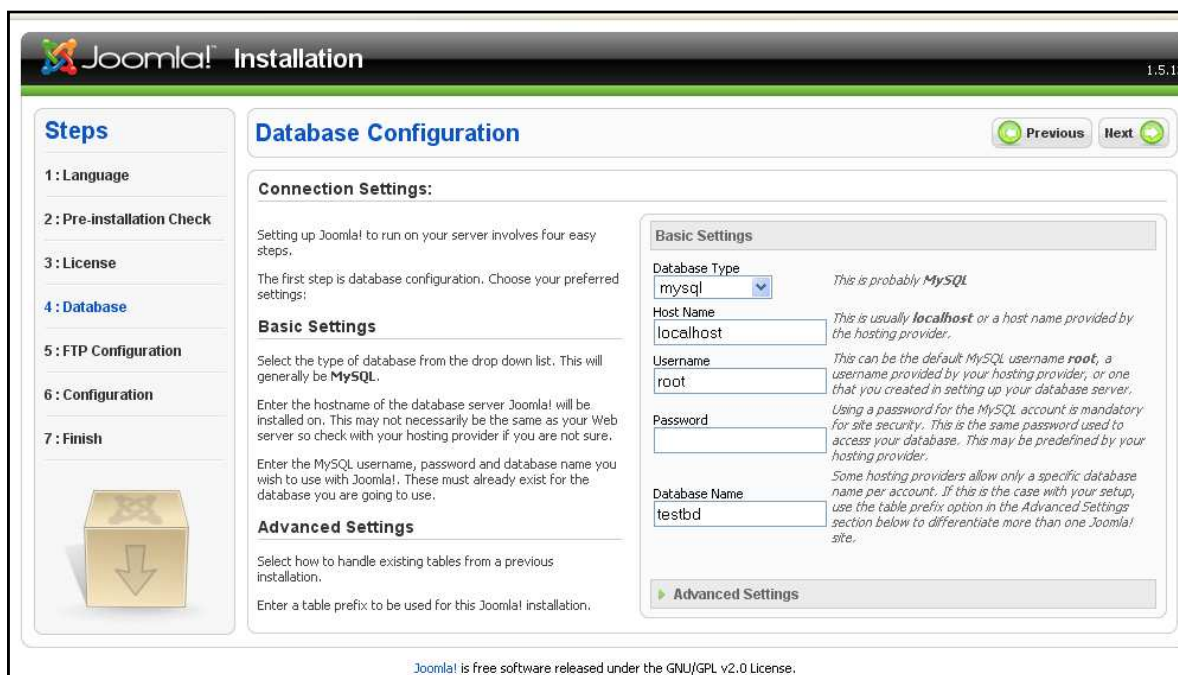 Joomla! Installation
1.5.1
Steps
1 : Language
2 : Pre-installation Check
3 : License
4 : Database
5 : FTP Configuration
6 : Configuration
7 : Finish
Database Configuration
Previous
Next
Connection Settings:
Setting up Joomla! to run on your server involves four easy
steps.
The first step is database configuration. Choose your preferred
settings:
Basic Settings
Select the type of database from the drop down list. This will
generally be MySQL.
Enter the hostname of the database server Joomla! will be
installed on. This may not necessarily be the same as your Web
server so check with your hosting provider if you are not sure.
Enter the MySQL username, password and database name you
wish to use with Joomla!. These must already exist for the
database you are going to use.
Advanced Settings
Select how to handle existing tables from a previous
installation.
Enter a table prefix to be used for this Joomla! installation.
Basic Settings
Database Type
mysql
This is probably MySQL
Host Name
localhost
This is usually localhost or a host name provided by
the hosting provider.
Username
root
This can be the default MySQL username root, a
username provided by your hosting provider, or one
that you created in setting up your database server.
Password
Using a password for the MySQL account is mandatory
for site security. This is the same password used to
access your database. This may be predefined by your
hosting provider.
Database Name
testbd
Some hosting providers allow only a specific database
name per account. If this is the case with your setup,
use the table prefix option in the Advanced Settings
section below to differentiate more than one Joomla!
site.
Advanced Settings
Joomla! is free software released under the GNU/GPL v2.0 License.